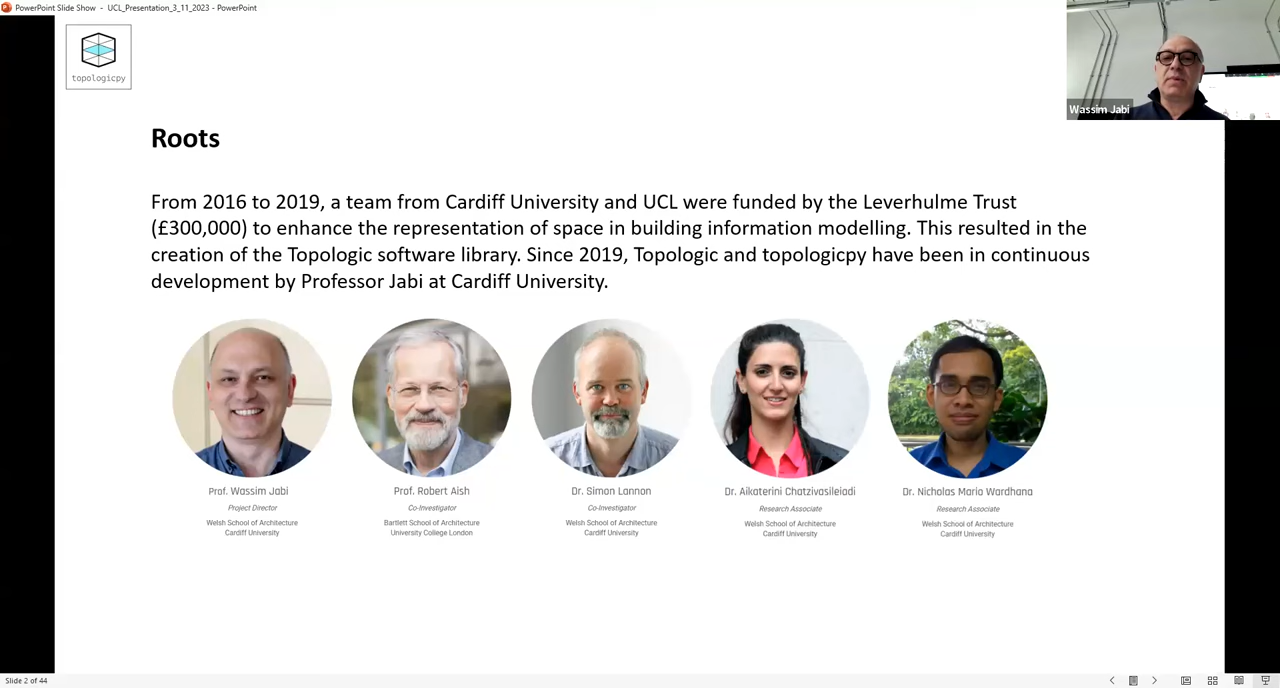 PowerPoint Slide Show - UCL_Presentation_3_11_2023 - PowerPoint
topologicpy
Wassim Jabi
Roots
From 2016 to 2019, a team from Cardiff University and UCL were funded by the Leverhulme Trust
(£300,000) to enhance the representation of space in building information modelling. This resulted in the
creation of the Topologic software library. Since 2019, Topologic and topologicpy have been in continuous
development by Professor Jabi at Cardiff University.
Prof. Wassim Jabi
Project Director
Welsh School of Architecture
Cardiff University
Prof. Robert Aish
Co-Investigator
Bartlett School of Architecture
University College London
Dr. Simon Lannon
Co-Investigator
Welsh School of Architecture
Cardiff University
Dr. Aikaterini Chatzivasileiadi
Research Associate
Welsh School of Architecture
Cardiff University
Dr. Nicholas Mario Wardhana
Research Associate
Welsh School of Architecture
Cardiff University
Slide 2 of 44